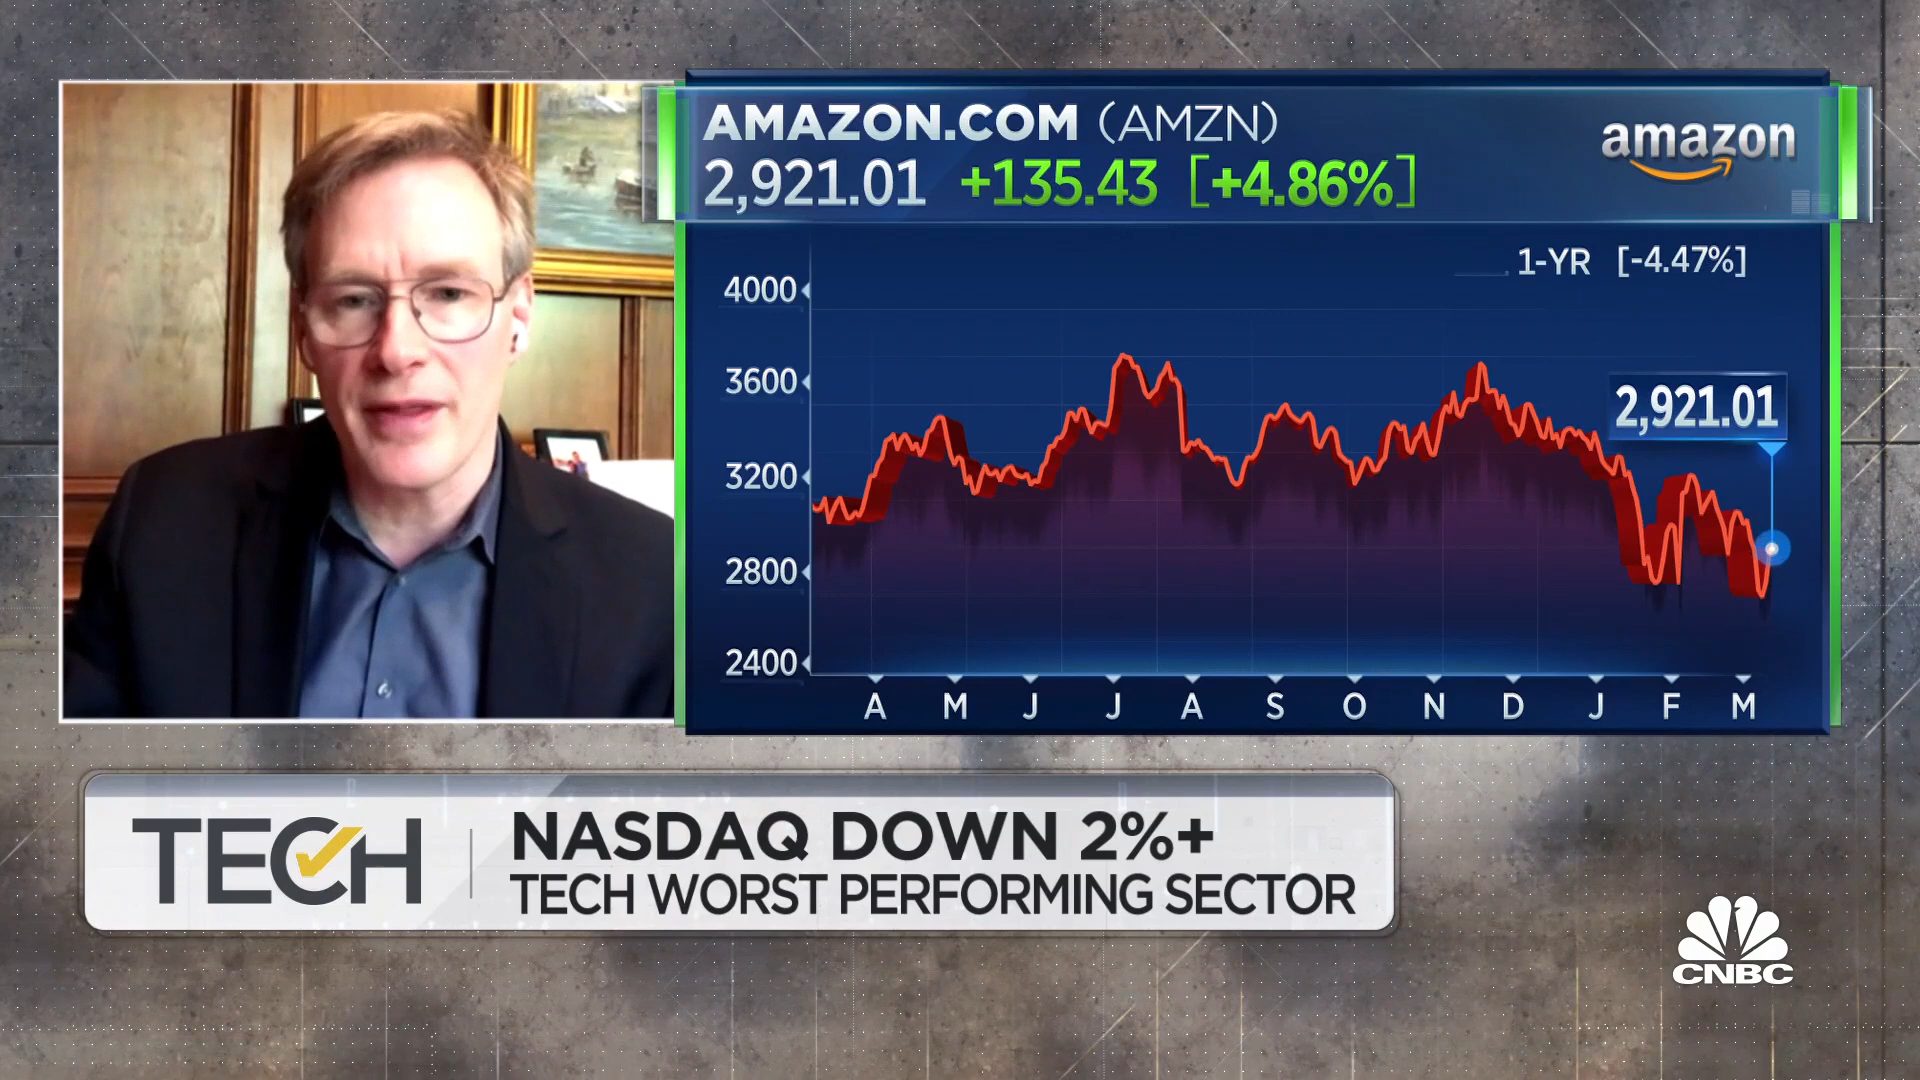 AMAZON.COM (AMZN)
2,921.01 +135.43 [+4.86%]
amazon
1-YR [-4.47%]
4000
3600
3200
2800
2400
2,921.01
A M J J A S O N D J F M
TECH
NASDAQ DOWN 2%+
TECH WORST PERFORMING SECTOR
CNBC